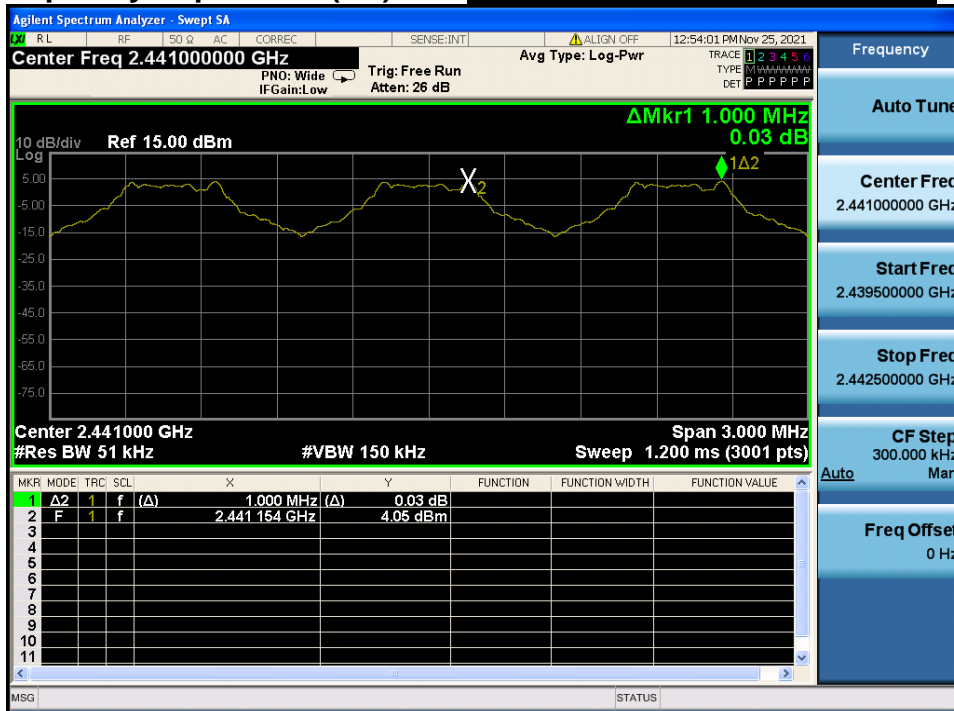 Agilent Spectrum Analyzer - Swept SA
LXI RL RF 50 Ω AC CORREC SENSE:INT ALIGN OFF 12:54:01 PM Nov 25, 2021
Center Freq 2.441000000 GHz
PNO: Wide
IFGain:Low
Trig: Free Run
Atten: 26 dB
Avg Type: Log-Pwr
TRACE 1 2 3 4 5 6
TYPE M WWWWW
DET P P P P P P
ΔMkr1 1.000 MHz
0.03 dB
10 dB/div Ref 15.00 dBm
Log
1Δ2
5.00
X2
-5.00
-15.0
-25.0
-35.0
-45.0
-55.0
-65.0
-75.0
Center 2.441000 GHz Span 3.000 MHz
#Res BW 51 kHz #VBW 150 kHz Sweep 1.200 ms (3001 pts)
MKR MODE TRC SCL X Y FUNCTION FUNCTION WIDTH FUNCTION VALUE
1 Δ2 1 f (Δ) 1.000 MHz (Δ) 0.03 dB
2 F 1 f 2.441 154 GHz 4.05 dBm
3
4
5
6
7
8
9
10
11
MSG STATUS
Frequency
Auto Tune
Center Freq
2.441000000 GHz
Start Freq
2.439500000 GHz
Stop Freq
2.442500000 GHz
CF Step
300.000 kHz
Auto Man
Freq Offset
0 Hz